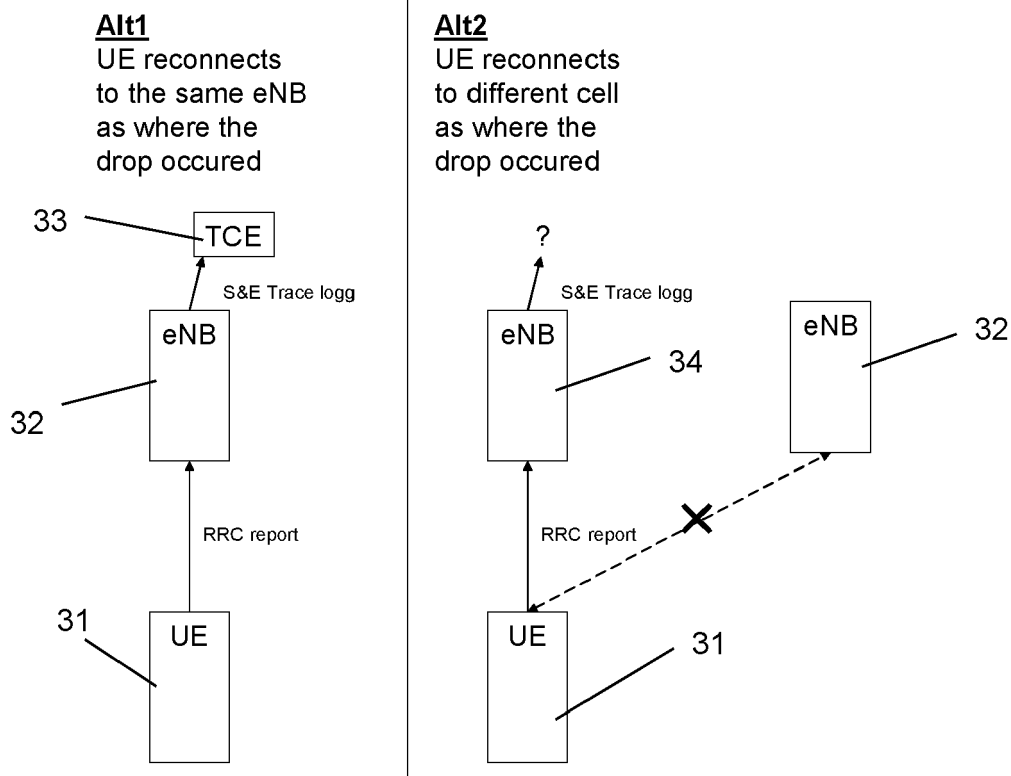 Alt1
UE reconnects
to the same eNB
as where the
drop occured
33
TCE
S&E Trace logg
eNB
32
RRC report
31
UE
Alt2
UE reconnects
to different cell
as where the
drop occured
?
S&E Trace logg
eNB
34
eNB
32
RRC report
UE
31